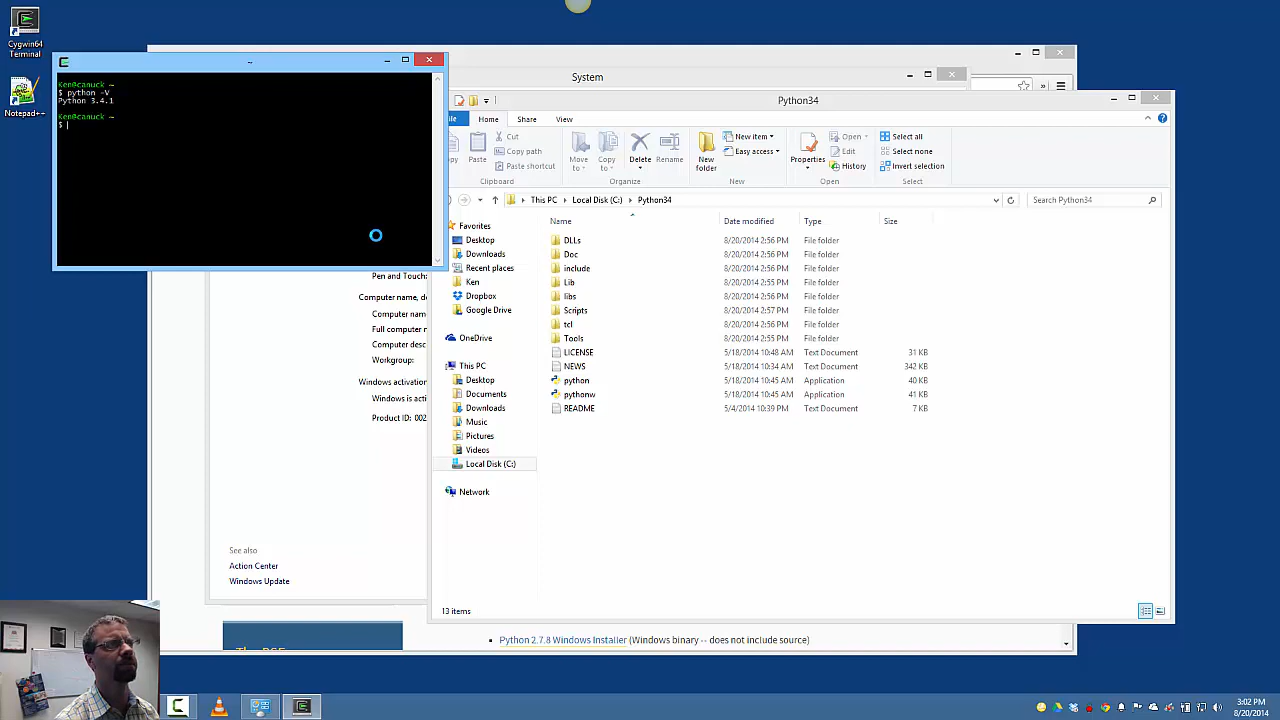 Cygwin64
Terminal
Notepad++
~
Ken@canuck ~
$ python -V
Python 3.4.1
Ken@canuck ~
$
System
Python34
Home
Share
View
Paste
Cut
Copy path
Paste shortcut
Clipboard
Move
to
Copy
to
Delete
Rename
Organize
New
folder
New item
Easy access
New
Properties
Open
Edit
History
Open
Select all
Select none
Invert selection
Select
This PC
Local Disk (C:)
Python34
Search Python34
Name
Date modified
Type
Size
Favorites
Desktop
Downloads
Recent places
Ken
Dropbox
Google Drive
OneDrive
This PC
Desktop
Documents
Downloads
Music
Pictures
Videos
Local Disk (C:)
Network
DLLs 8/20/2014 2:56 PM File folder
Doc 8/20/2014 2:56 PM File folder
include 8/20/2014 2:56 PM File folder
Lib 8/20/2014 2:56 PM File folder
libs 8/20/2014 2:56 PM File folder
Scripts 8/20/2014 2:57 PM File folder
tcl 8/20/2014 2:56 PM File folder
Tools 8/20/2014 2:55 PM File folder
LICENSE 5/18/2014 10:48 AM Text Document 31 KB
NEWS 5/18/2014 10:34 AM Text Document 342 KB
python 5/18/2014 10:45 AM Application 40 KB
pythonw 5/18/2014 10:45 AM Application 41 KB
README 5/4/2014 10:39 PM Text Document 7 KB
13 items
Pen and Touch:
Computer name, d
Computer name
Full computer
Computer desc
Workgroup:
Windows activation
Windows is acti
Product ID: 002
See also
Action Center
Windows Update
Python 2.7.8 Windows Installer (Windows binary -- does not include source)
3:02 PM
8/20/2014